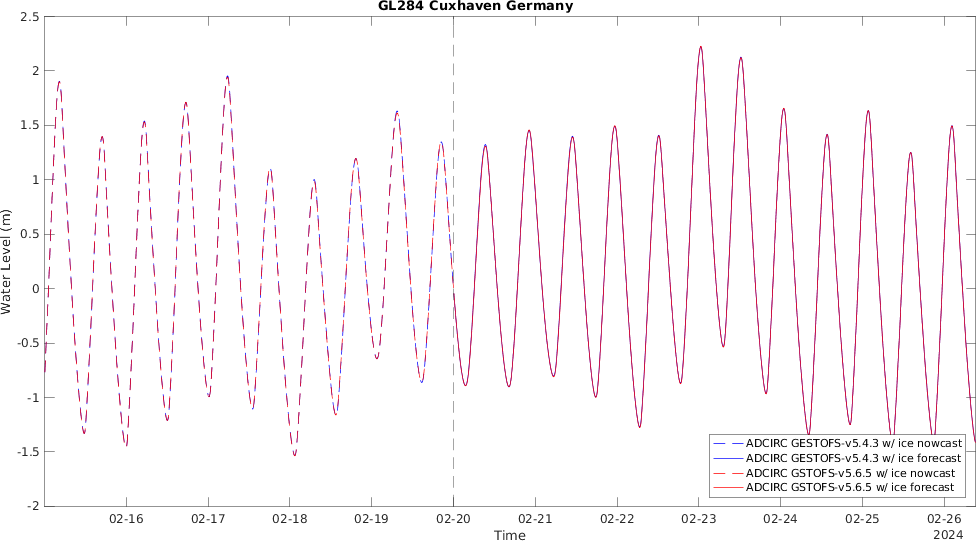 GL284 Cuxhaven Germany
2.5
2
1.5
1
0.5
0
-0.5
-1
-1.5
-2
Water Level (m)
ADCIRC GESTOFS-v5.4.3 w/ ice nowcast
ADCIRC GESTOFS-v5.4.3 w/ ice forecast
ADCIRC GSTOFS-v5.6.5 w/ ice nowcast
ADCIRC GSTOFS-v5.6.5 w/ ice forecast
02-16 02-17 02-18 02-19 02-20 02-21 02-22 02-23 02-24 02-25 02-26
Time
2024